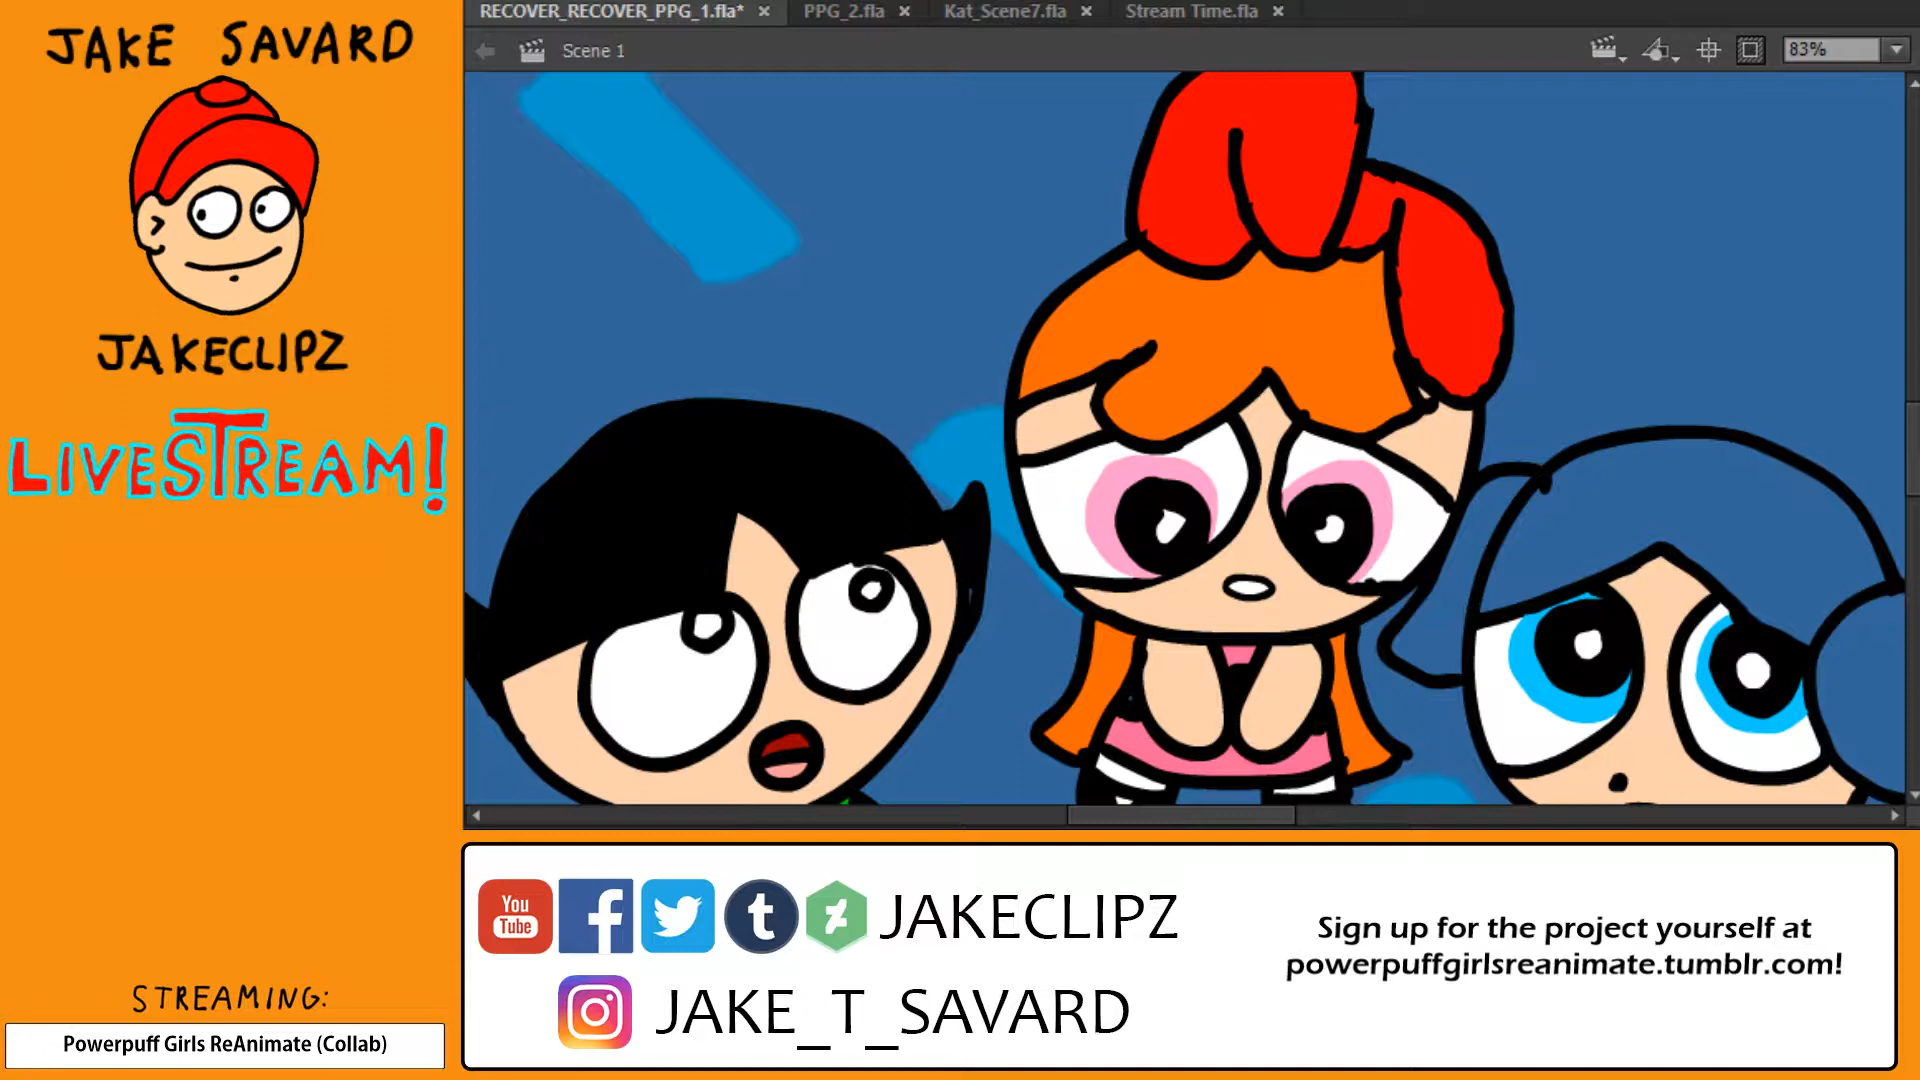 JAKE SAVARD
JAKECLIPZ
LIVESTREAM!
STREAMING:
Powerpuff Girls ReAnimate (Collab)
RECOVER_RECOVER_PPG_1.fla* × PPG_2.fla × Kat_Scene7.fla × Stream Time.fla ×
Scene 1
83%
You
Tube
f
t
JAKECLIPZ
JAKE_T_SAVARD
Sign up for the project yourself at
powerpuffgirlsreanimate.tumblr.com!